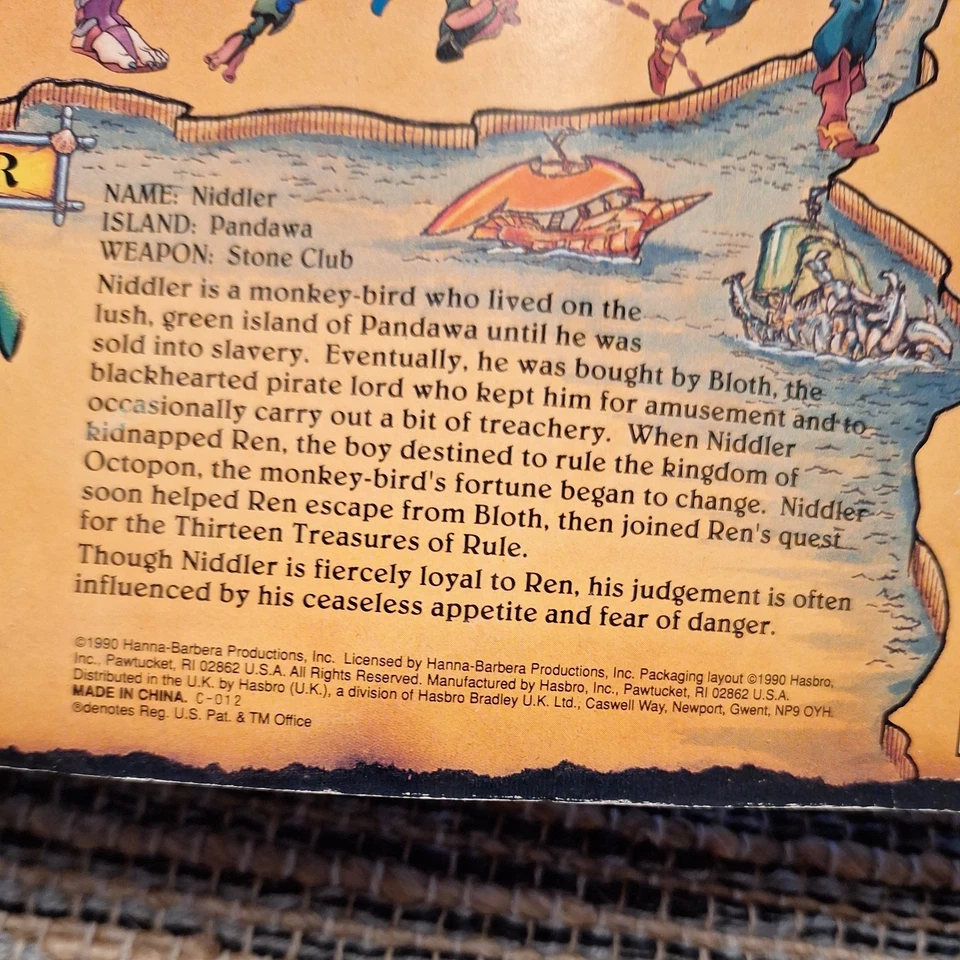 R
NAME: Niddler
ISLAND: Pandawa
WEAPON: Stone Club
Niddler is a monkey-bird who lived on the
lush, green island of Pandawa until he was
sold into slavery. Eventually, he was bought by Bloth, the
blackhearted pirate lord who kept him for amusement and to
occasionally carry out a bit of treachery. When Niddler
kidnapped Ren, the boy destined to rule the kingdom of
Octopon, the monkey-bird's fortune began to change. Niddler
soon helped Ren escape from Bloth, then joined Ren's quest
for the Thirteen Treasures of Rule.
Though Niddler is fiercely loyal to Ren, his judgement is often
influenced by his ceaseless appetite and fear of danger.
©1990 Hanna-Barbera Productions, Inc. Licensed by Hanna-Barbera Productions, Inc. Packaging layout ©1990 Hasbro,
Inc., Pawtucket, RI 02862 U.S.A. All Rights Reserved. Manufactured by Hasbro, Inc., Pawtucket, RI 02862 U.S.A.
Distributed in the U.K. by Hasbro (U.K.), a division of Hasbro Bradley U.K. Ltd., Caswell Way, Newport, Gwent, NP9 OYH.
MADE IN CHINA. C-012
®denotes Reg. U.S. Pat. & TM Office